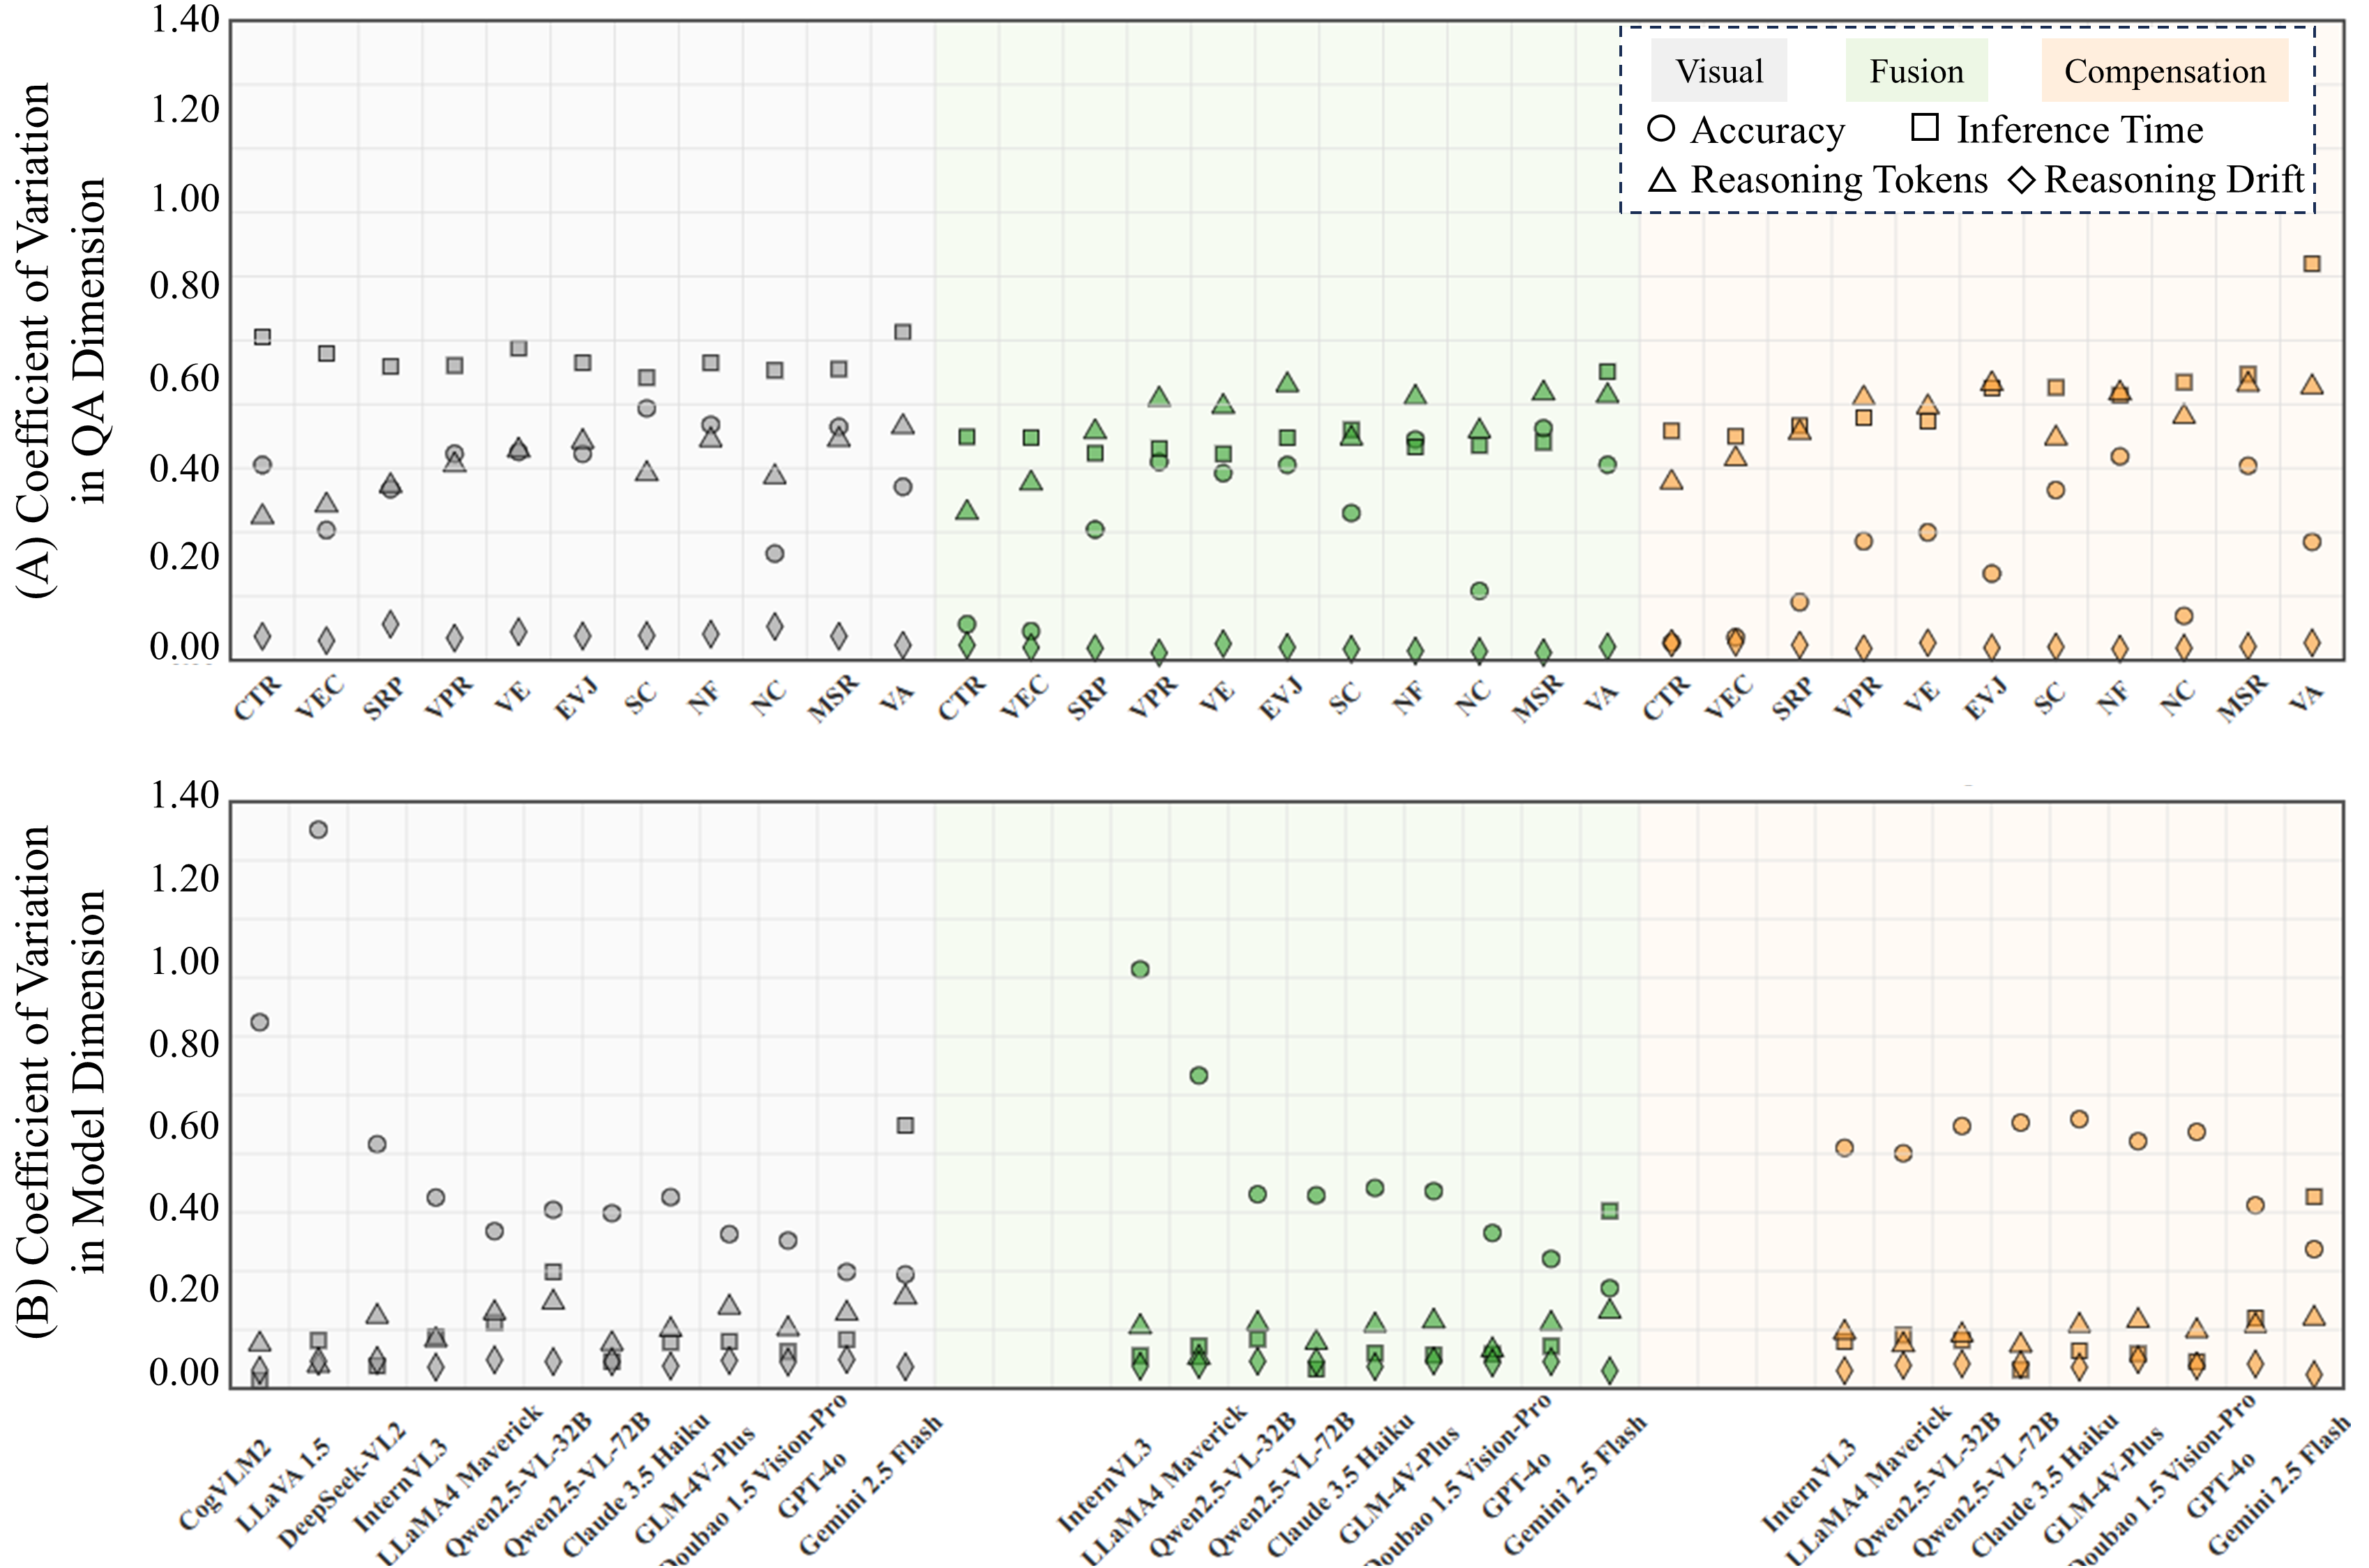 (A) Coefficient of Variation
in QA Dimension
1.40
1.20
1.00
0.80
0.60
0.40
0.20
0.00
Visual Fusion Compensation
Accuracy Inference Time
Reasoning Tokens Reasoning Drift
CTR VEC SRP VPR VE EVJ SC NF NC MSR VA CTR VEC SRP VPR VE EVJ SC NF NC MSR VA CTR VEC SRP VPR VE EVJ SC NF NC MSR VA
(B) Coefficient of Variation
in Model Dimension
1.40
1.20
1.00
0.80
0.60
0.40
0.20
0.00
CogVLM2
LLaVA 1.5
DeepSeek-VL2
InternVL3
LLaMA4 Maverick
Qwen2.5-VL-32B
Qwen2.5-VL-72B
Claude 3.5 Haiku
GLM-4V-Plus
Doubao 1.5 Vision-Pro
GPT-4o
Gemini 2.5 Flash
InternVL3
LLaMA4 Maverick
Qwen2.5-VL-32B
Qwen2.5-VL-72B
Claude 3.5 Haiku
GLM-4V-Plus
Doubao 1.5 Vision-Pro
GPT-4o
Gemini 2.5 Flash
InternVL3
LLaMA4 Maverick
Qwen2.5-VL-32B
Qwen2.5-VL-72B
Claude 3.5 Haiku
GLM-4V-Plus
Doubao 1.5 Vision-Pro
GPT-4o
Gemini 2.5 Flash